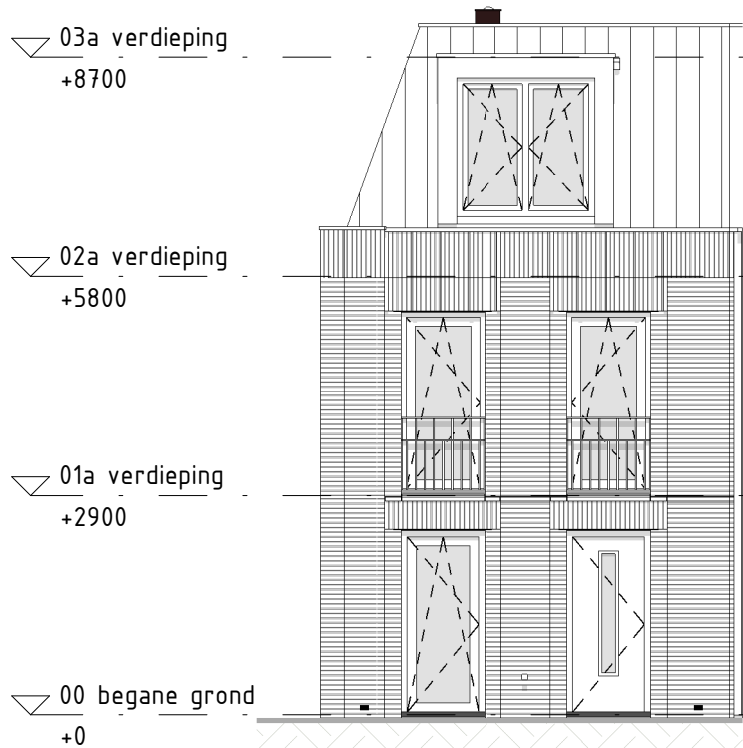 03a verdieping
+8700
02a verdieping
+5800
01a verdieping
+2900
00 begane grond
+0